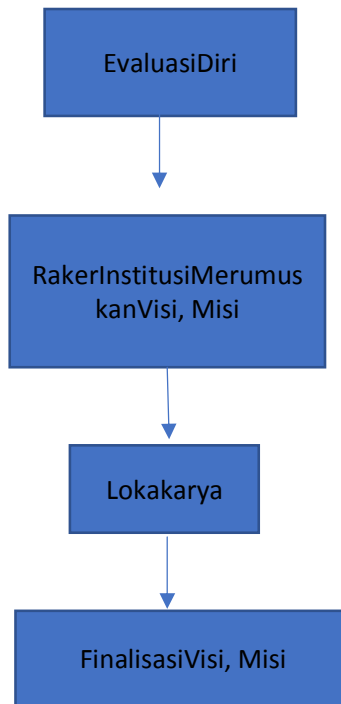 EvaluasiDiri
RakerInstitusiMerumus
kanVisi, Misi
Lokakarya
FinalisasiVisi, Misi